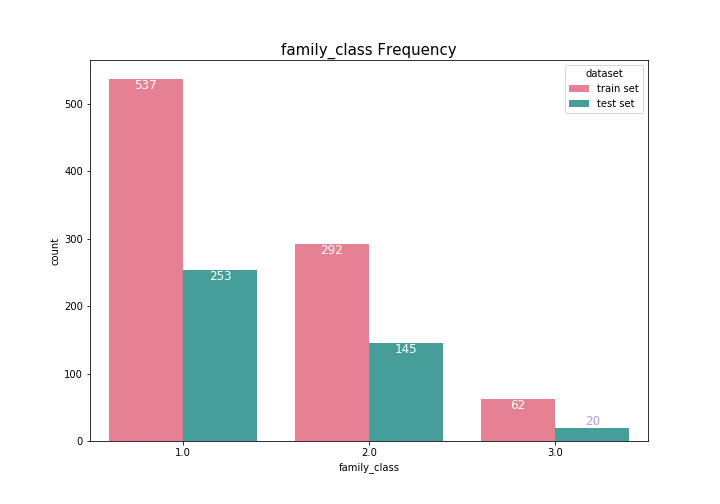 family_class Frequency
dataset
train set
test set
537
253
292
145
62
20
500
400
300
200
100
0
count
1.0
2.0
3.0
family_class